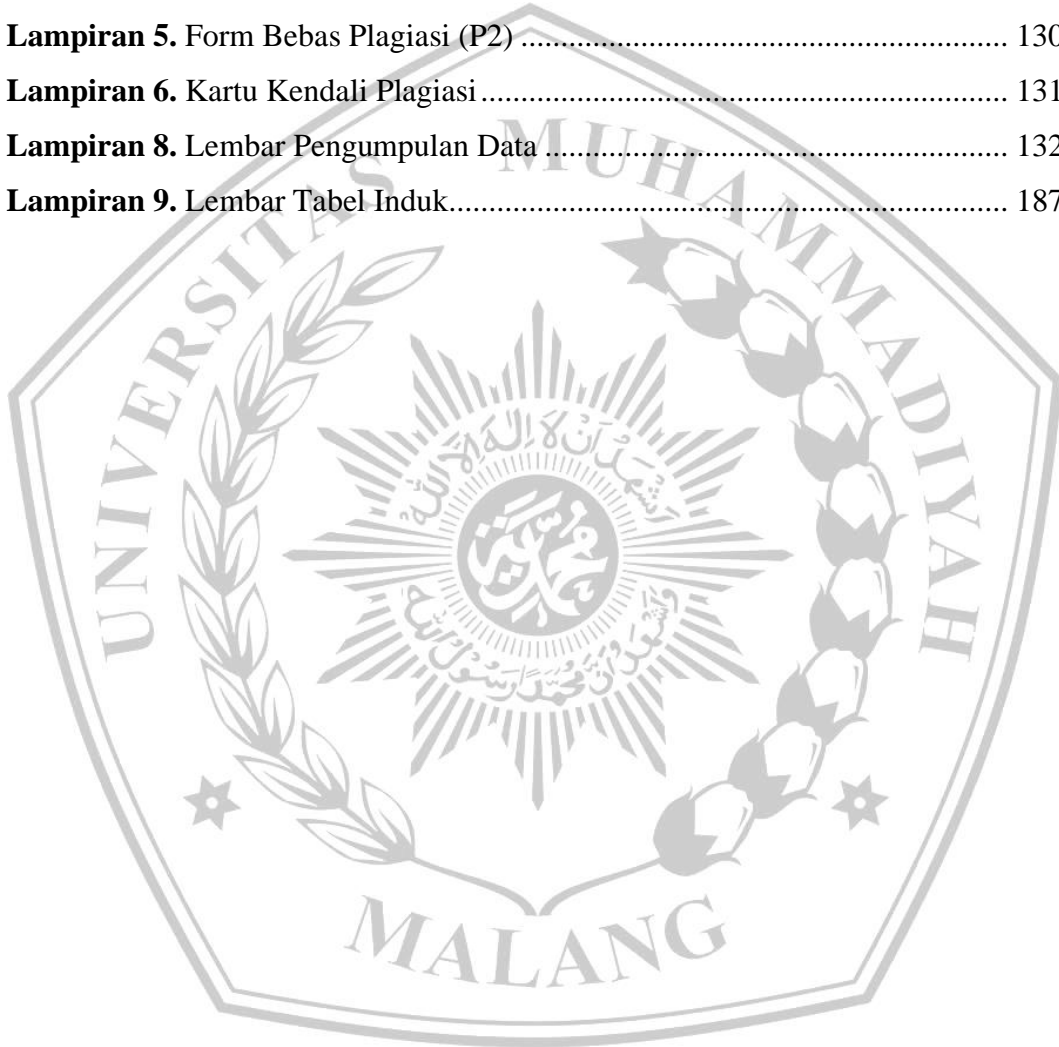 Lampiran 5. Form Bebas Plagiasi (P2) ............................................................. 130
Lampiran 6. Kartu Kendali Plagiasi .................................................................. 131
Lampiran 8. Lembar Pengumpulan Data .......................................................... 132
Lampiran 9. Lembar Tabel Induk...................................................................... 187
UNIVERSITAS MUHAMMADIYAH
MALANG